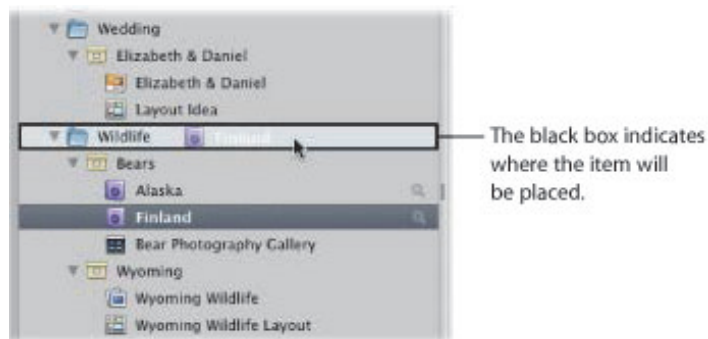 Wedding
Elizabeth & Daniel
Elizabeth & Daniel
Layout Idea
Wildlife Finland
Bears
Alaska
Finland
Bear Photography Gallery
Wyoming
Wyoming Wildlife
Wyoming Wildlife Layout
The black box indicates
where the item will
be placed.